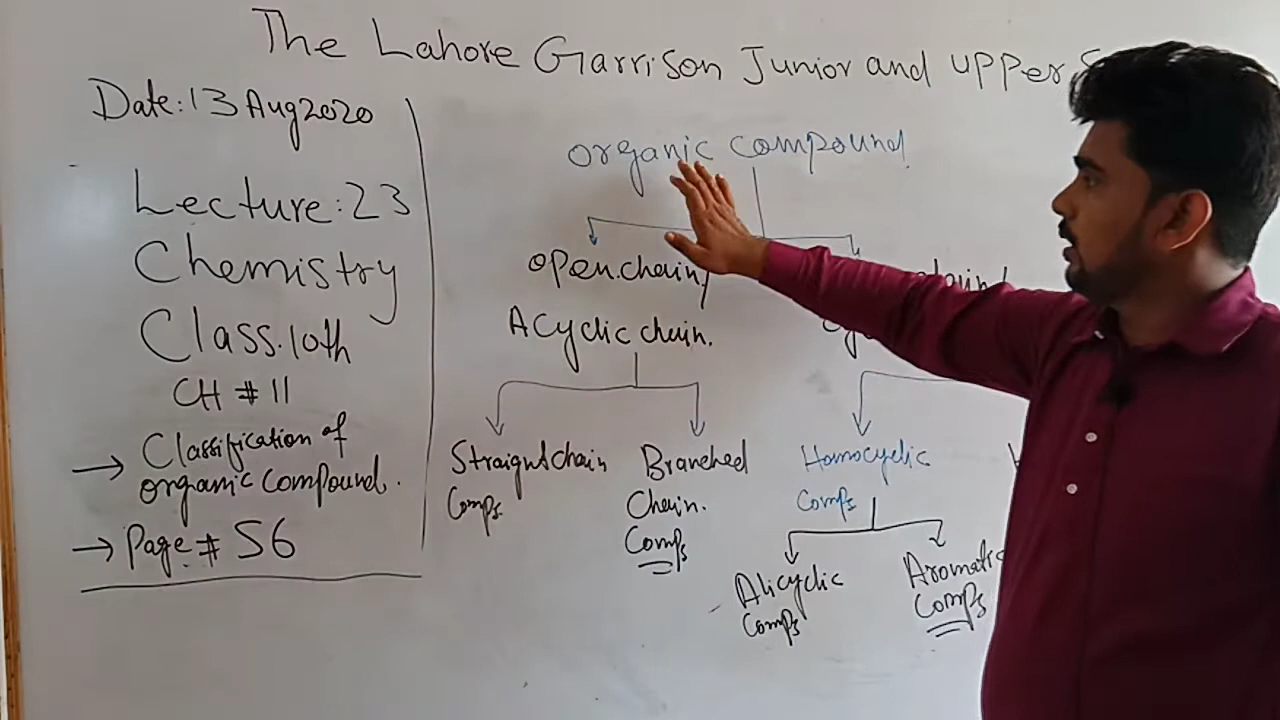 The Lahore Garrison Junior and upper S
Date: 13 Aug 2020
Lecture: 23
Chemistry
Class. 10th
CH # 11
→ Classification of
organic Compound.
→ Page # 56
organic compound
open.chain/
ACyclic chain.
Straight chain
Comps.
Branched
Chain.
Comps
Homocyclic
Comps
Alicyclic
Comps
Aromatic
Comps